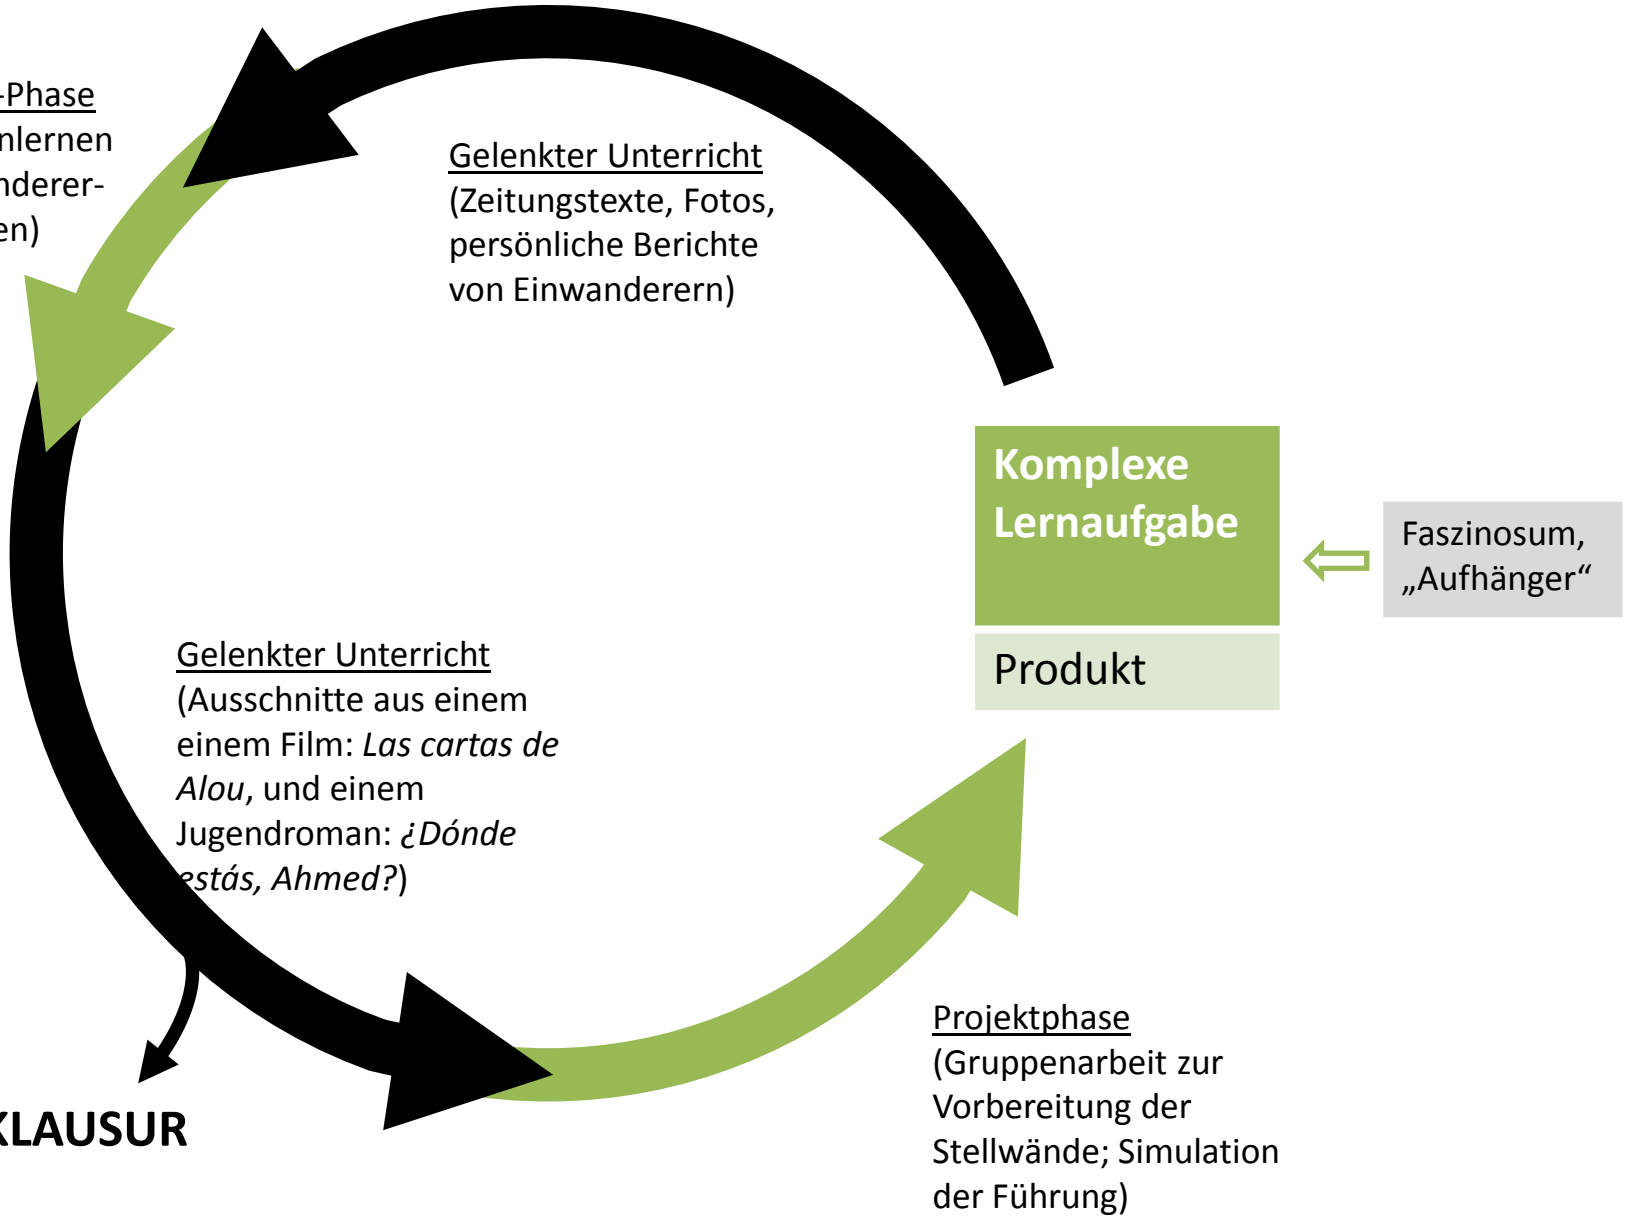 -Phase
nlernen
nderer-
en)
Gelenkter Unterricht
(Zeitungstexte, Fotos,
persönliche Berichte
von Einwanderern)
Komplexe
Lernaufgabe
Produkt
Faszinosum,
„Aufhänger“
Gelenkter Unterricht
(Ausschnitte aus einem
einem Film: Las cartas de
Alou, und einem
Jugendroman: ¿Dónde
estás, Ahmed?)
KLAUSUR
Projektphase
(Gruppenarbeit zur
Vorbereitung der
Stellwände; Simulation
der Führung)